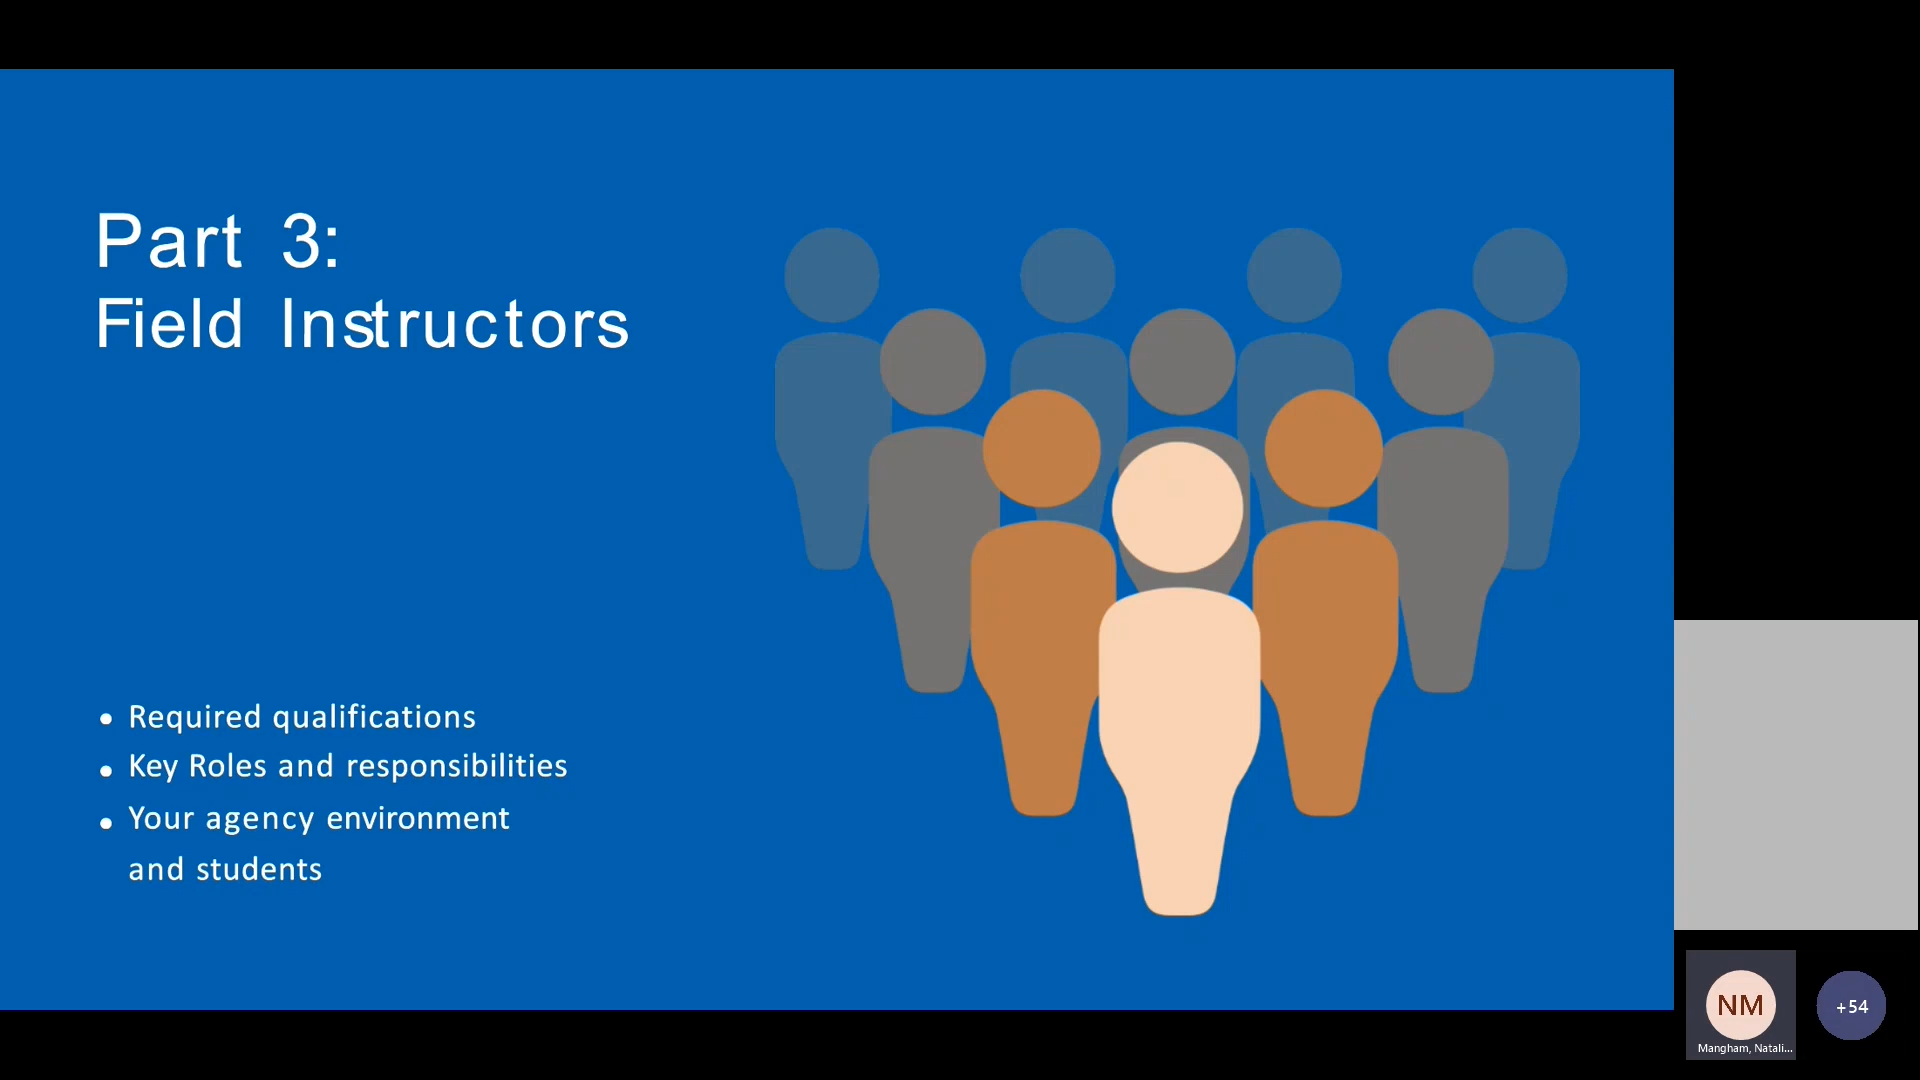 Part 3:
Field Instructors
• Required qualifications
• Key Roles and responsibilities
• Your agency environment
and students
NM
Mangham, Natali...
+54